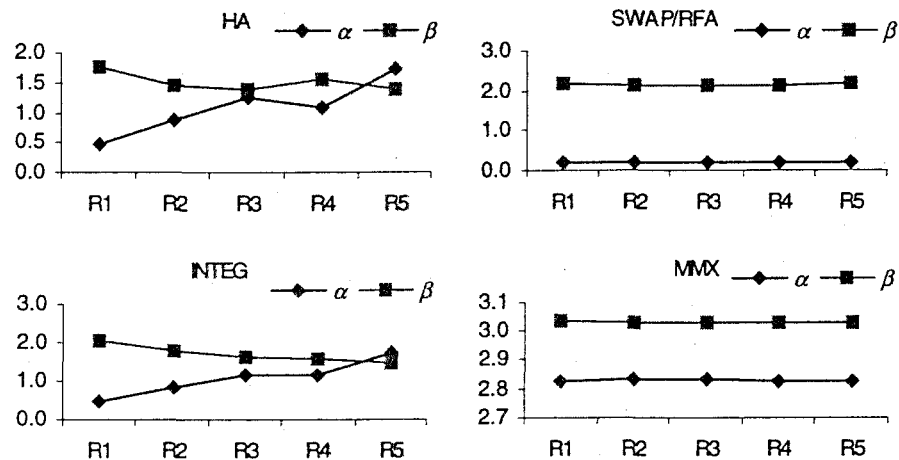 HA
α β
2.0
1.5
1.0
0.5
0.0
R1 R2 R3 R4 R5
SWAP/RFA
α β
3.0
2.0
1.0
0.0
R1 R2 R3 R4 R5
INTEG
α β
3.0
2.0
1.0
0.0
R1 R2 R3 R4 R5
MMX
α β
3.1
3.0
2.9
2.8
2.7
R1 R2 R3 R4 R5